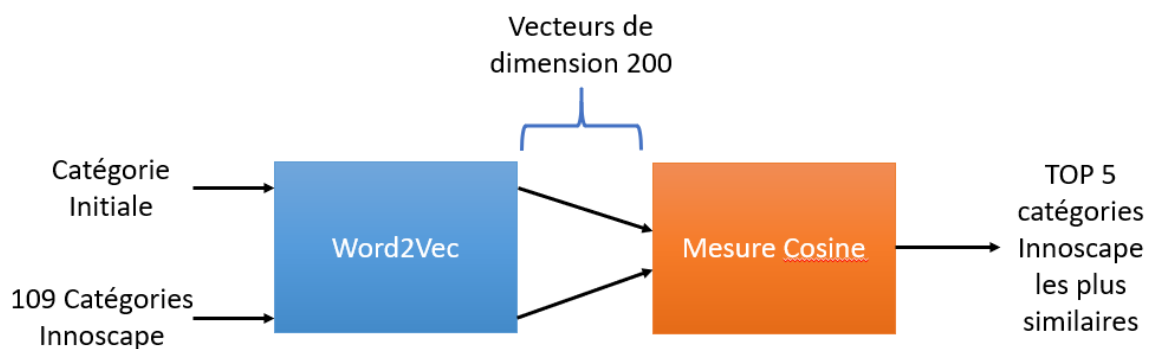 Vecteurs de
dimension 200
Catégorie
Initiale
109 Catégories
Innoscape
Word2Vec
Mesure Cosine
TOP 5
catégories
Innoscape
les plus
similaires